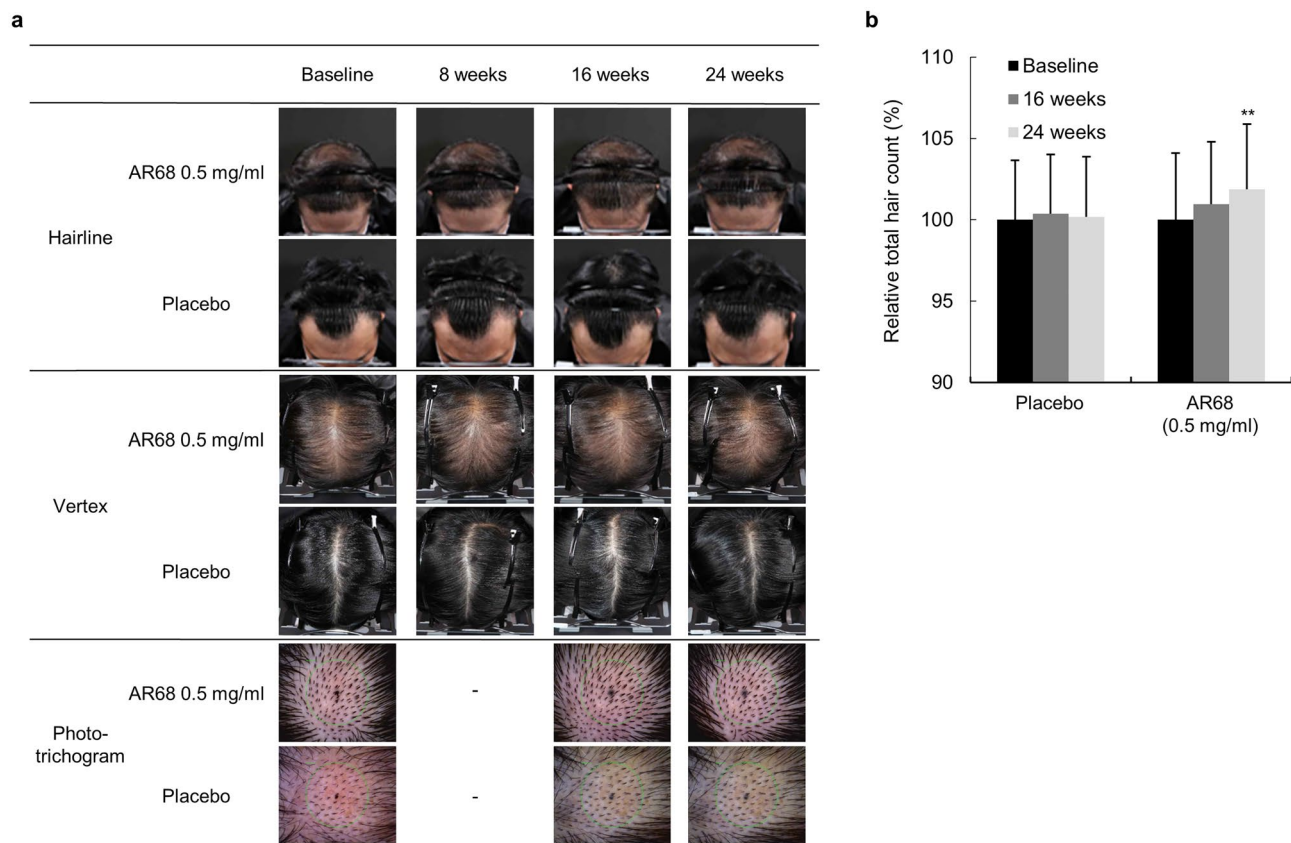 a
Baseline 8 weeks 16 weeks 24 weeks
Hairline
AR68 0.5 mg/ml
Placebo
Vertex
AR68 0.5 mg/ml
Placebo
Photo-
trichogram
AR68 0.5 mg/ml
-
Placebo
-
b
Relative total hair count (%)
110
105
100
95
90
Baseline
16 weeks
24 weeks
**
Placebo
AR68
(0.5 mg/ml)